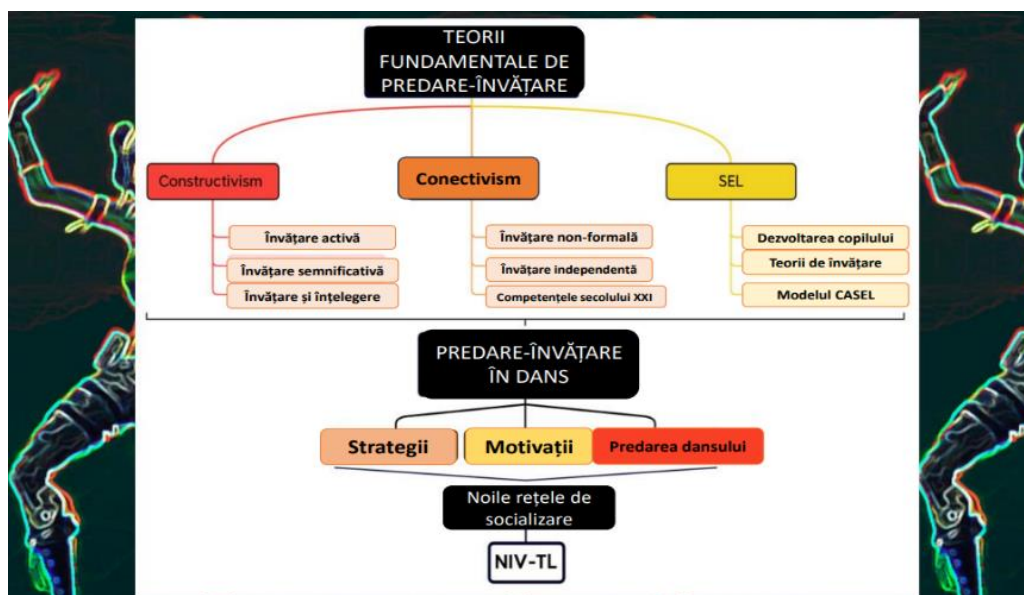 TEORII
FUNDAMENTALE DE
PREDARE-ÎNVĂȚARE
Constructivism
Conectivism
SEL
Învățare activă
Învățare semnificativă
Învățare și înțelegere
Învățare non-formală
Învățare independentă
Competențele secolului XXI
Dezvoltarea copilului
Teorii de învățare
Modelul CASEL
PREDARE-ÎNVĂȚARE
ÎN DANS
Strategii
Motivații
Predarea dansului
Noile rețele de
socializare
NIV-TL